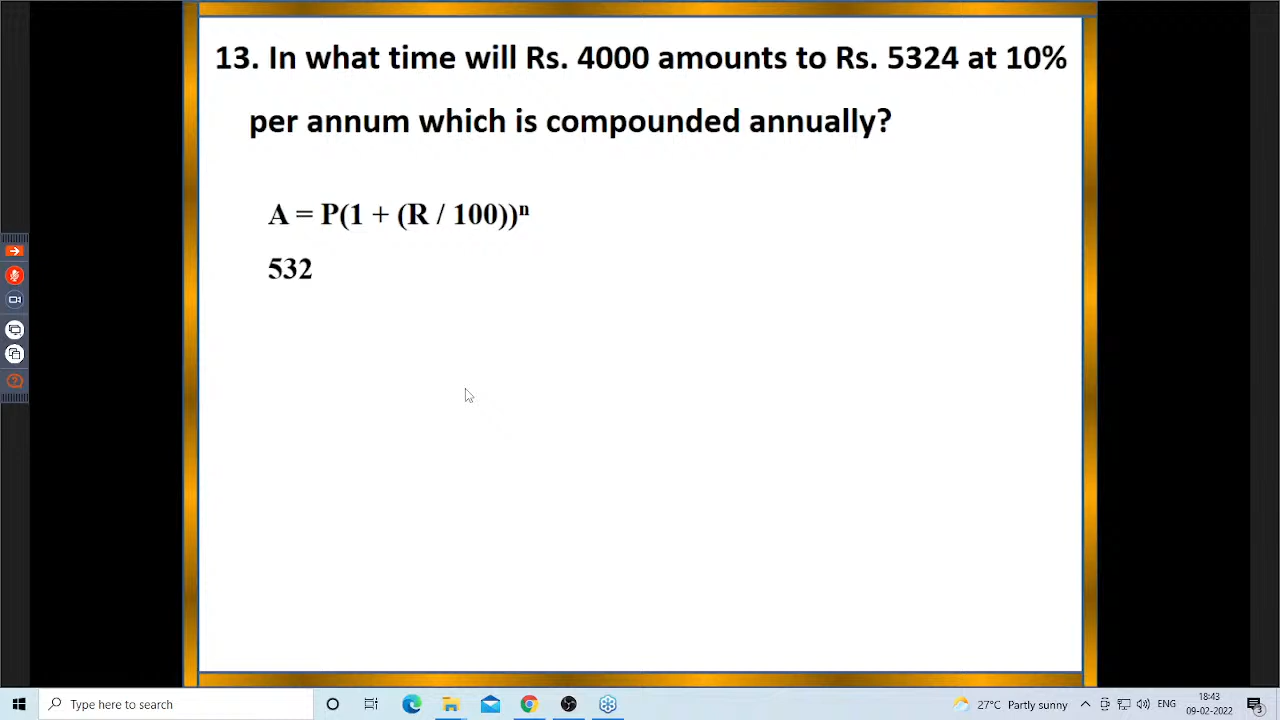 13. In what time will Rs. 4000 amounts to Rs. 5324 at 10%
per annum which is compounded annually?
A = P(1 + (R / 100))ⁿ
532
Type here to search
27°C Partly sunny
ENG
18:43
09-02-2022
3